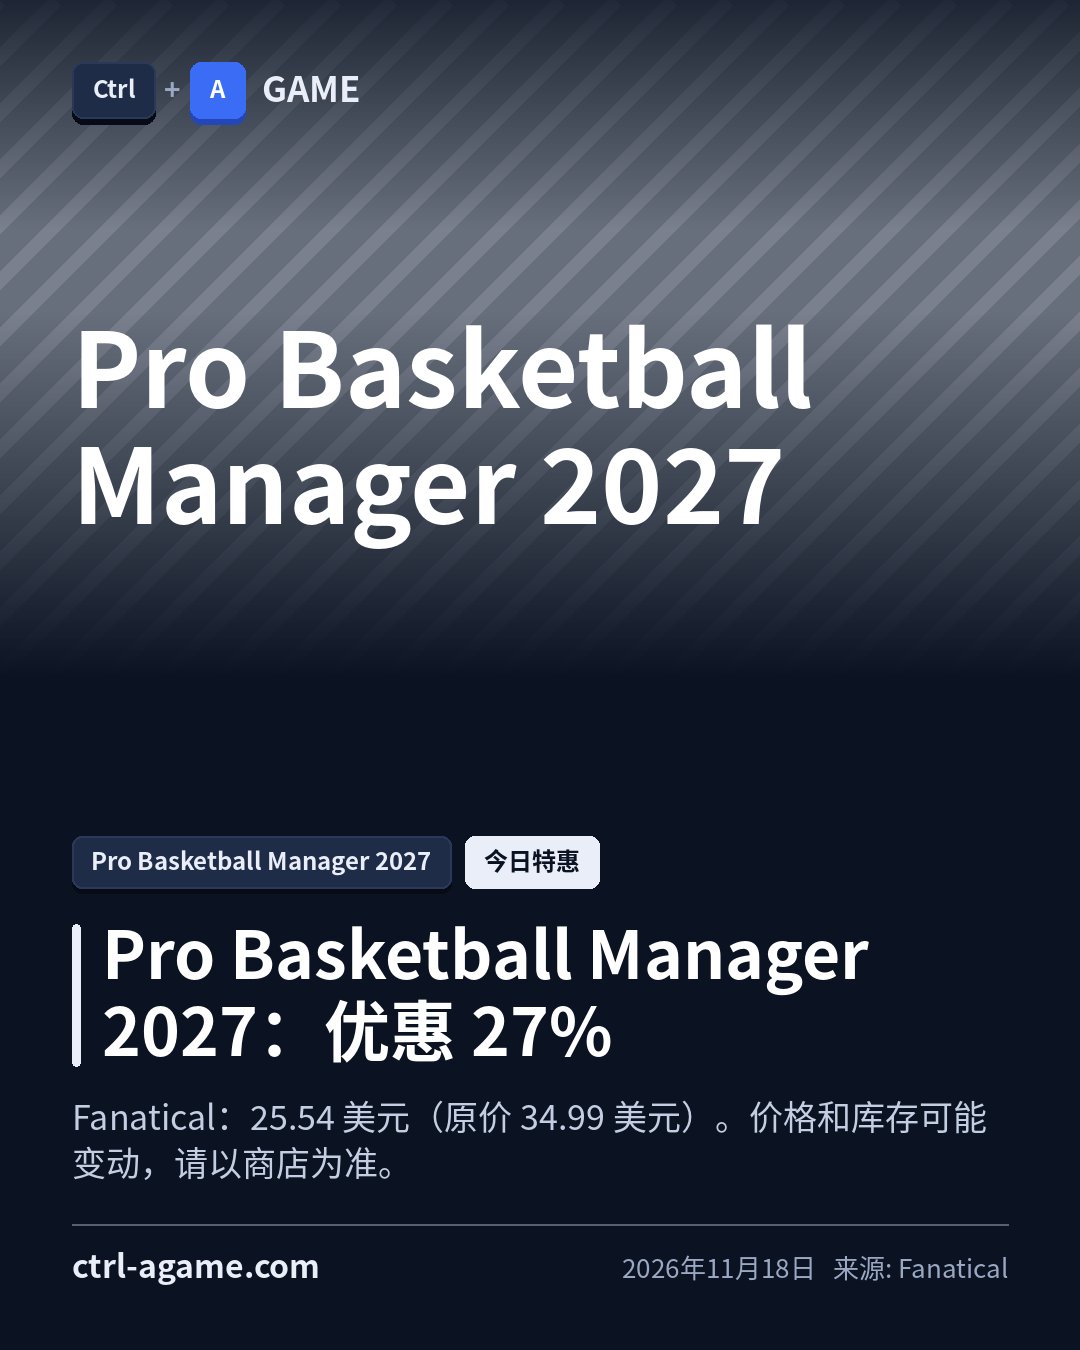 Ctrl + A GAME
Pro Basketball
Manager 2027
Pro Basketball Manager 2027 今日特惠
Pro Basketball Manager
2027：优惠 27%
Fanatical：25.54 美元（原价 34.99 美元）。价格和库存可能
变动，请以商店为准。
ctrl-agame.com 2026年11月18日 来源: Fanatical